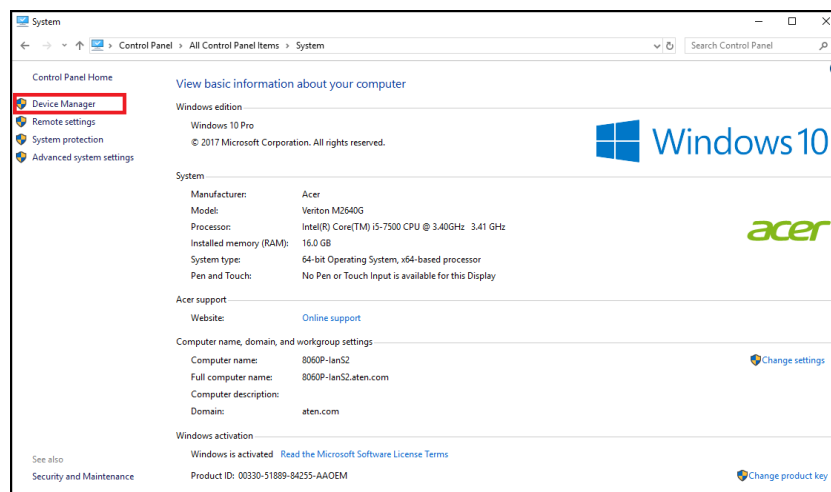 System
Control Panel > All Control Panel Items > System
Search Control Panel
Control Panel Home
Device Manager
Remote settings
System protection
Advanced system settings
View basic information about your computer
Windows edition
Windows 10 Pro
© 2017 Microsoft Corporation. All rights reserved.
Windows 10
System
Manufacturer: Acer
Model: Veriton M2640G
Processor: Intel(R) Core(TM) i5-7500 CPU @ 3.40GHz 3.41 GHz
Installed memory (RAM): 16.0 GB
System type: 64-bit Operating System, x64-based processor
Pen and Touch: No Pen or Touch Input is available for this Display
acer
Acer support
Website: Online support
Computer name, domain, and workgroup settings
Computer name: 8060P-IanS2
Change settings
Full computer name: 8060P-IanS2.aten.com
Computer description:
Domain: aten.com
Windows activation
Windows is activated Read the Microsoft Software License Terms
Product ID: 00330-51889-84255-AAOEM
Change product key
See also
Security and Maintenance